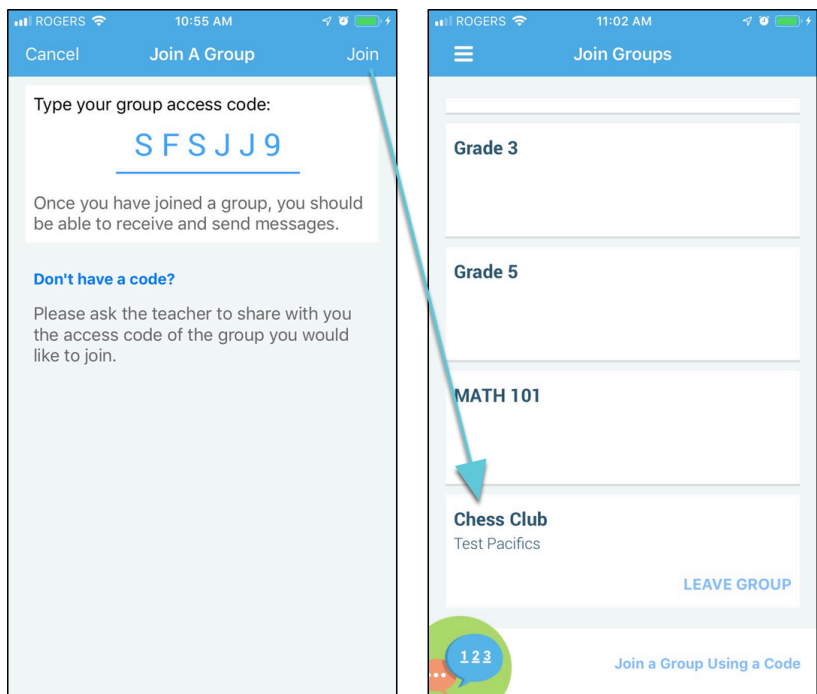 ROGERS 10:55 AM
Cancel Join A Group Join
Type your group access code:
SFSJJ9
Once you have joined a group, you should
be able to receive and send messages.
Don't have a code?
Please ask the teacher to share with you
the access code of the group you would
like to join.
ROGERS 11:02 AM
Join Groups
Grade 3
Grade 5
MATH 101
Chess Club
Test Pacifics
LEAVE GROUP
123
Join a Group Using a Code